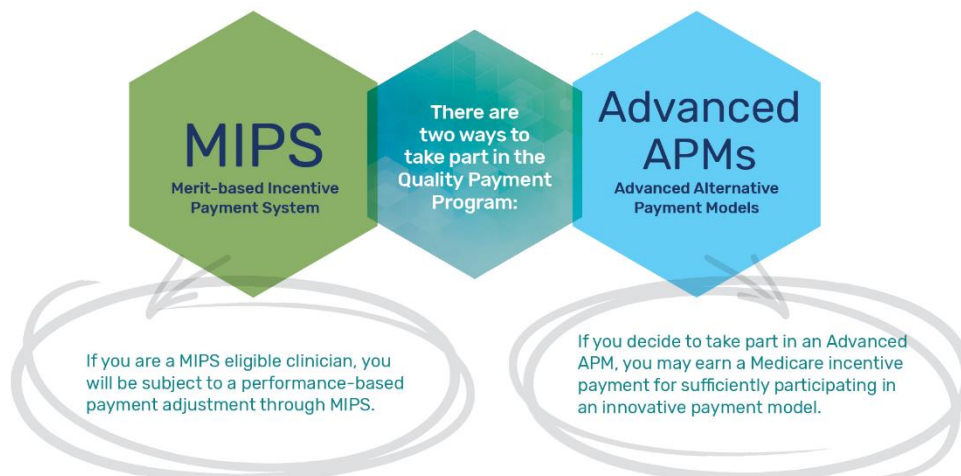 MIPS
Merit-based Incentive
Payment System
There are
two ways to
take part in the
Quality Payment
Program:
Advanced
APMs
Advanced Alternative
Payment Models
If you are a MIPS eligible clinician, you
will be subject to a performance-based
payment adjustment through MIPS.
If you decide to take part in an Advanced
APM, you may earn a Medicare incentive
payment for sufficiently participating in
an innovative payment model.